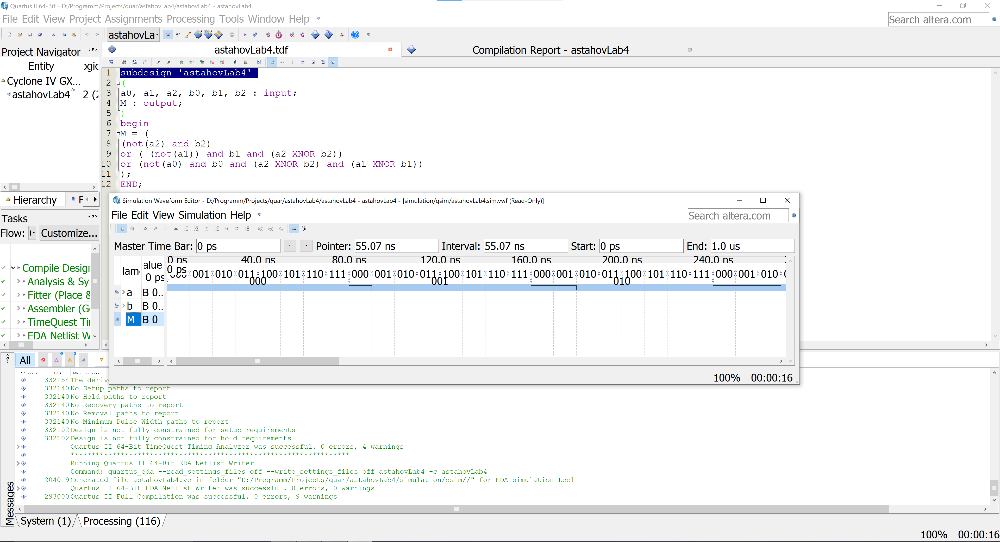 Quartus II 64-Bit - D:/Programm/Projects/quar/astahovLab4/astahovLab4 - astahovLab4
File Edit View Project Assignments Processing Tools Window Help
Search altera.com
astahovLa
Project Navigator
Entity
Cyclone IV GX...
astahovLab4
Hierarchy
astahovLab4.tdf
Compilation Report - astahovLab4
1 subdesign 'astahovLab4'
2 (
3 a0, a1, a2, b0, b1, b2 : input;
4 M : output;
5 )
6 begin
7 M = (
8 (not(a2) and b2)
9 or ( (not(a1)) and b1 and (a2 XNOR b2))
10 or (not(a0) and b0 and (a2 XNOR b2) and (a1 XNOR b1))
11 );
12 END;
Tasks
Flow:
Customize...
Compile Design
Analysis & Sy
Fitter (Place &
Assembler (Ge
TimeQuest Ti
EDA Netlist W
Simulation Waveform Editor - D:/Programm/Projects/quar/astahovLab4/astahovLab4 - astahovLab4 - [simulation/qsim/astahovLab4.sim.vwf (Read-Only)]
File Edit View Simulation Help
Search altera.com
Master Time Bar: 0 ps Pointer: 55.07 ns Interval: 55.07 ns Start: 0 ps End: 1.0 us
0 ps 40.0 ns 80.0 ns 120.0 ns 160.0 ns 200.0 ns 240.0 ns
alue
0 ps
0 ps
000 001 010 011 100 101 110 111 000 001 010 011 100 101 110 111 000 001 010 011 100 101 110 111 000 001 010
000 001 010
a B 0..
b B 0..
M B 0
100% 00:00:16
All
Type ID Message
332154 The deriv
332140 No Setup paths to report
332140 No Hold paths to report
332140 No Recovery paths to report
332140 No Removal paths to report
332140 No Minimum Pulse Width paths to report
332102 Design is not fully constrained for setup requirements
332102 Design is not fully constrained for hold requirements
Quartus II 64-Bit TimeQuest Timing Analyzer was successful. 0 errors, 4 warnings
*******************************************************************
Running Quartus II 64-Bit EDA Netlist Writer
Command: quartus_eda --read_settings_files=off --write_settings_files=off astahovLab4 -c astahovLab4
204019 Generated file astahovLab4.vo in folder "D:/Programm/Projects/quar/astahovLab4/simulation/qsim//" for EDA simulation tool
Quartus II 64-Bit EDA Netlist Writer was successful. 0 errors, 0 warnings
293000 Quartus II Full Compilation was successful. 0 errors, 9 warnings
Messages
System (1) Processing (116)
100% 00:00:16